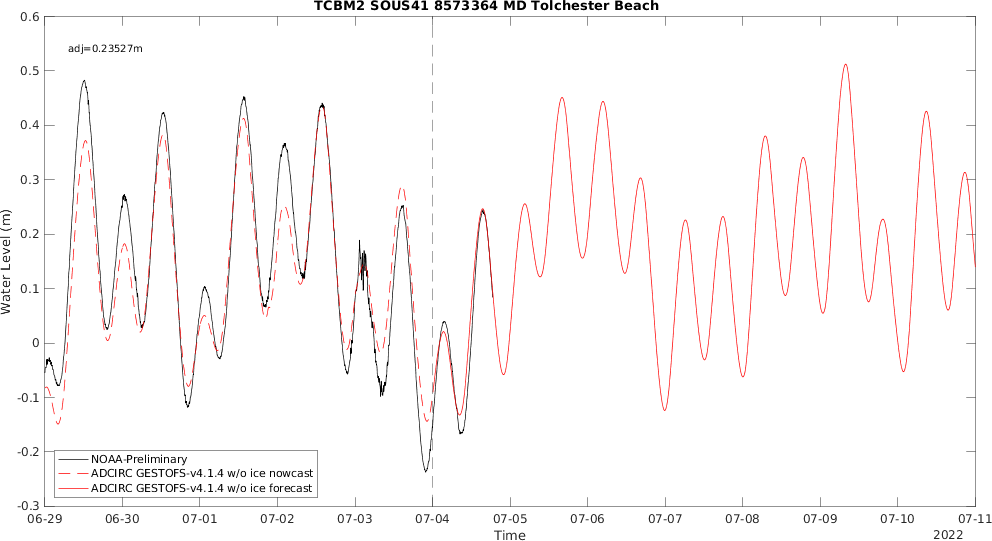 TCBM2 SOUS41 8573364 MD Tolchester Beach
adj=0.23527m
Water Level (m)
0.6
0.5
0.4
0.3
0.2
0.1
0
-0.1
-0.2
-0.3
NOAA-Preliminary
ADCIRC GESTOFS-v4.1.4 w/o ice nowcast
ADCIRC GESTOFS-v4.1.4 w/o ice forecast
06-29 06-30 07-01 07-02 07-03 07-04 07-05 07-06 07-07 07-08 07-09 07-10 07-11
Time
2022